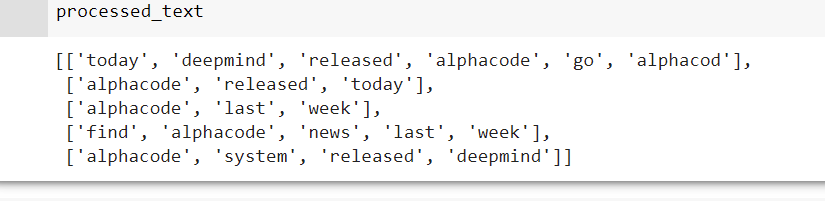 processed_text
[['today', 'deepmind', 'released', 'alphacode', 'go', 'alphacod'],
['alphacode', 'released', 'today'],
['alphacode', 'last', 'week'],
['find', 'alphacode', 'news', 'last', 'week'],
['alphacode', 'system', 'released', 'deepmind']]